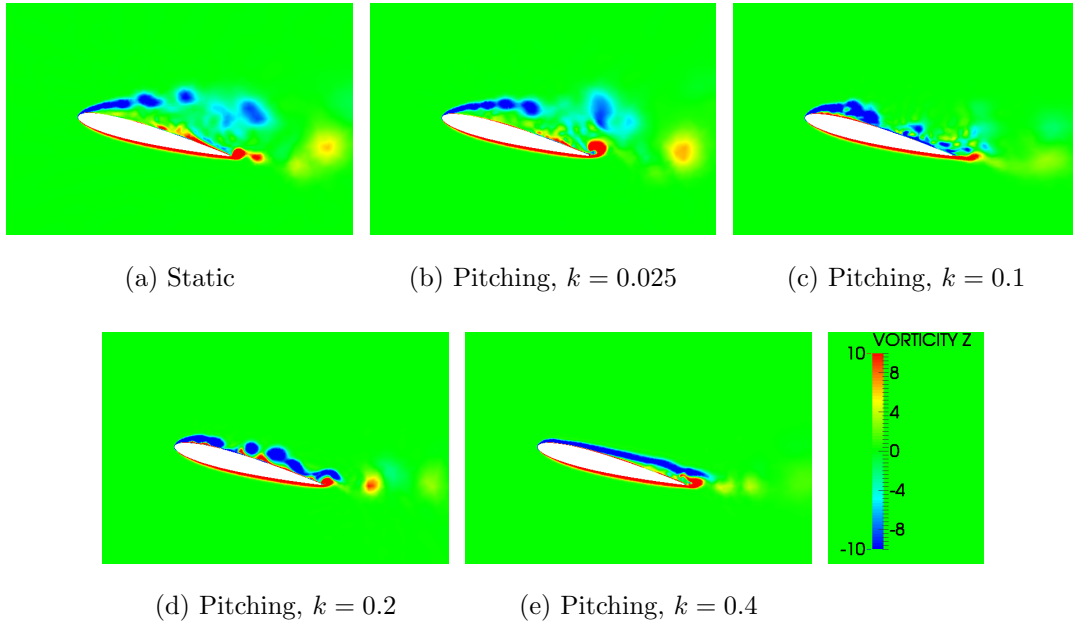 (a) Static
(b) Pitching, k = 0.025
(c) Pitching, k = 0.1
VORTICITY Z
10
8
4
0
-4
-8
-10
(d) Pitching, k = 0.2
(e) Pitching, k = 0.4